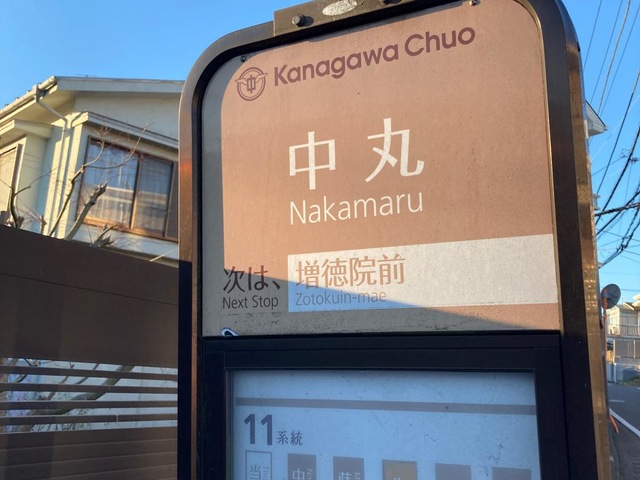 Kanagawa Chuo
中丸
Nakamaru
次は、増徳院前
Next Stop Zotokuin-mae
11系統